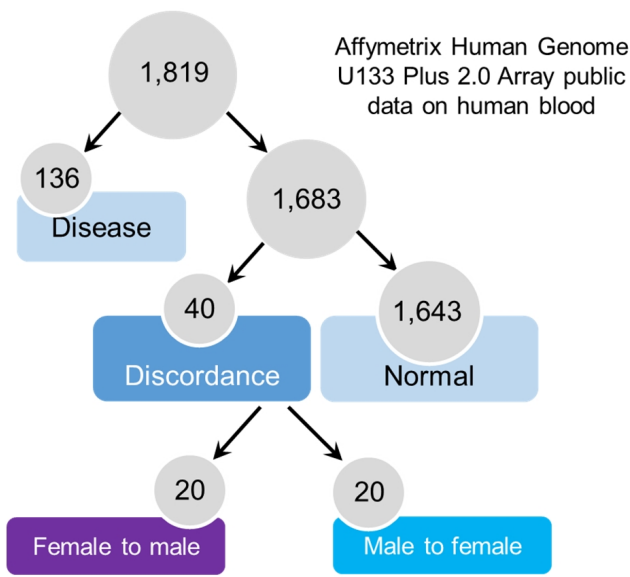 1,819
Affymetrix Human Genome
U133 Plus 2.0 Array public
data on human blood
136
Disease
1,683
40
Discordance
1,643
Normal
20
Female to male
20
Male to female